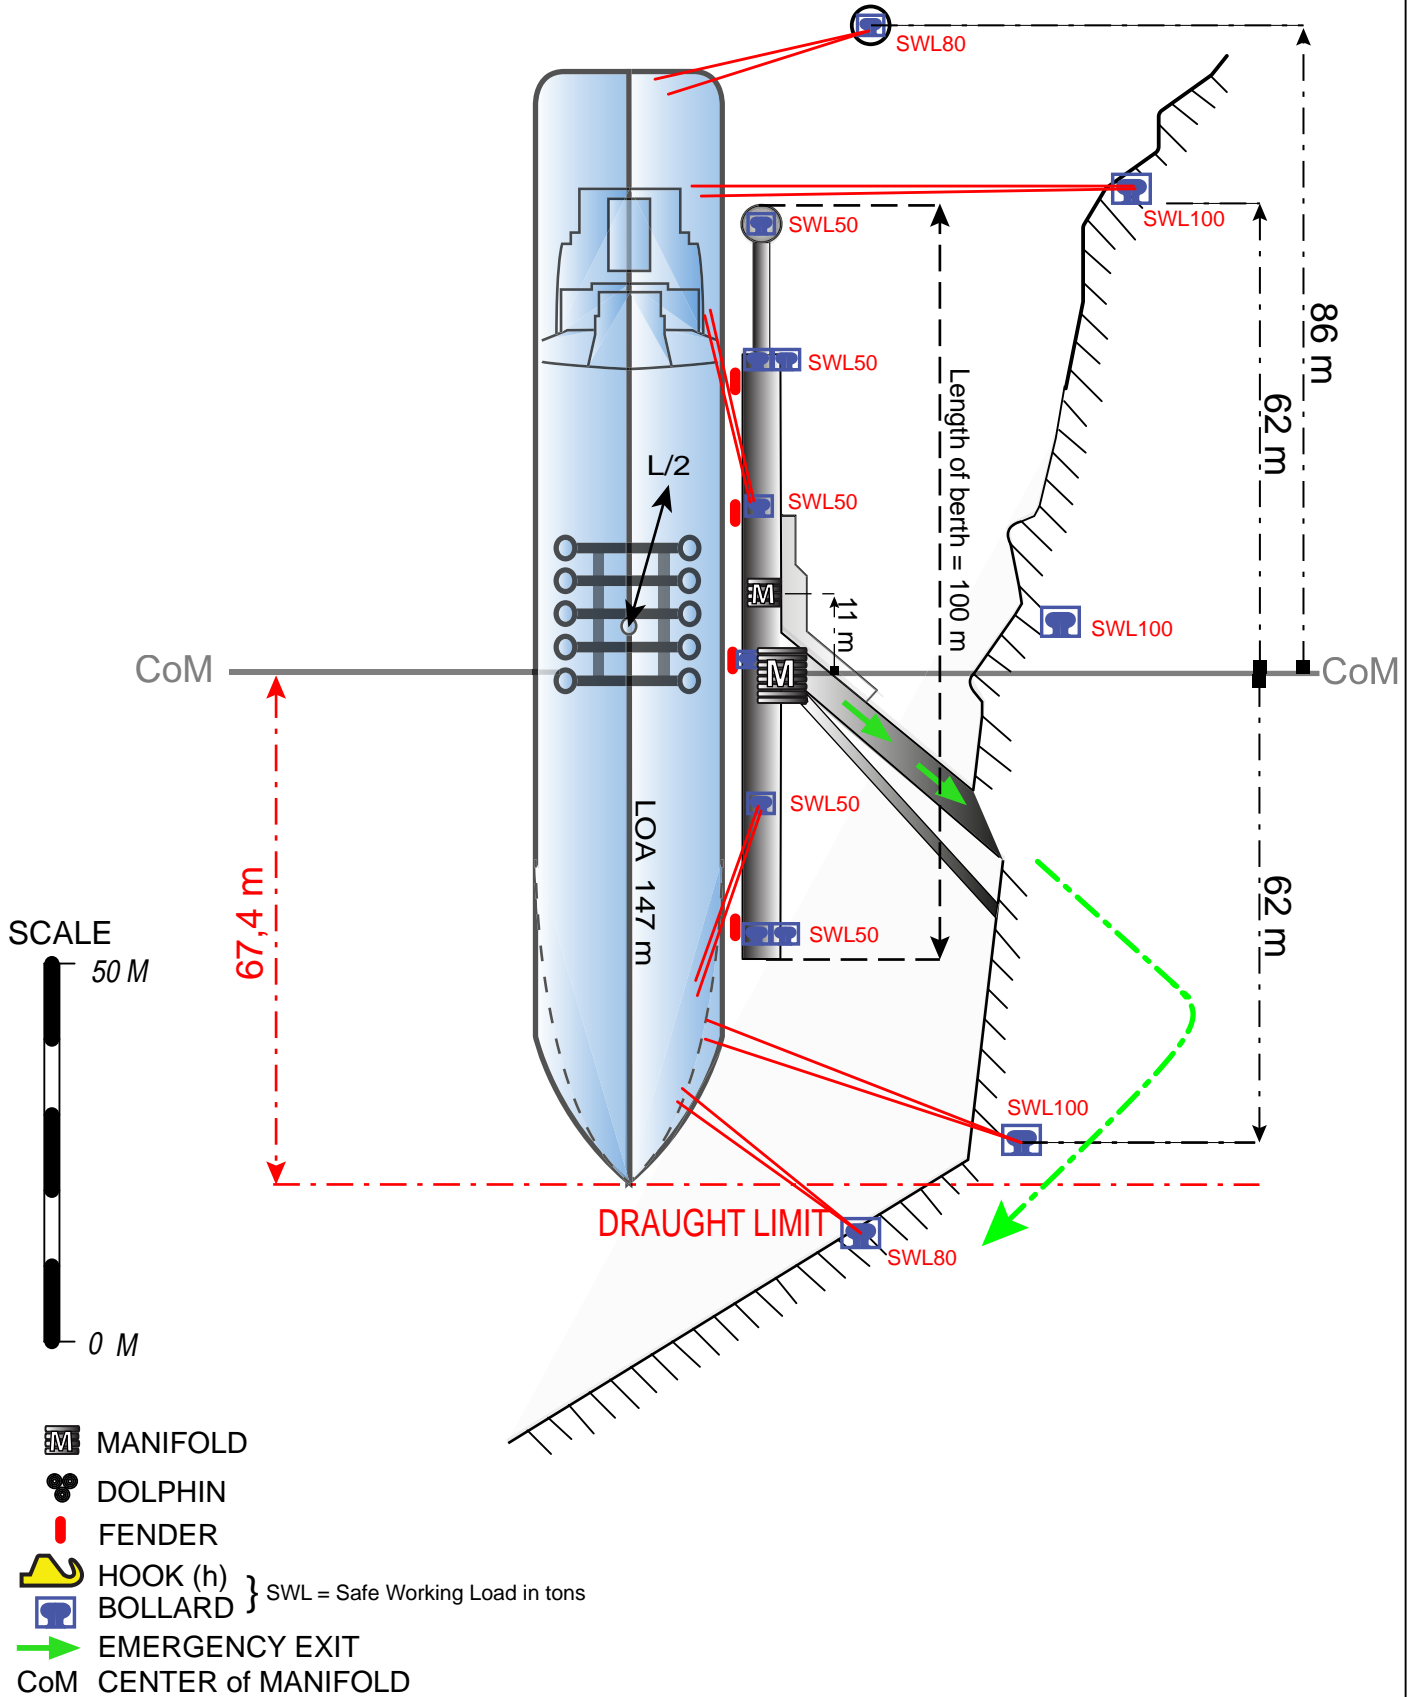 SWL80
SWL100
SWL50
86 m
SWL50
62 m
Length of berth = 100 m
L/2
SWL50
M
11 m
SWL100
CoM
M
CoM
LOA 147 m
SWL50
67,4 m
62 m
SCALE
50 M
SWL50
SWL100
DRAUGHT LIMIT
SWL80
0 M
M MANIFOLD
DOLPHIN
FENDER
HOOK (h)
} SWL = Safe Working Load in tons
BOLLARD
EMERGENCY EXIT
CoM CENTER of MANIFOLD